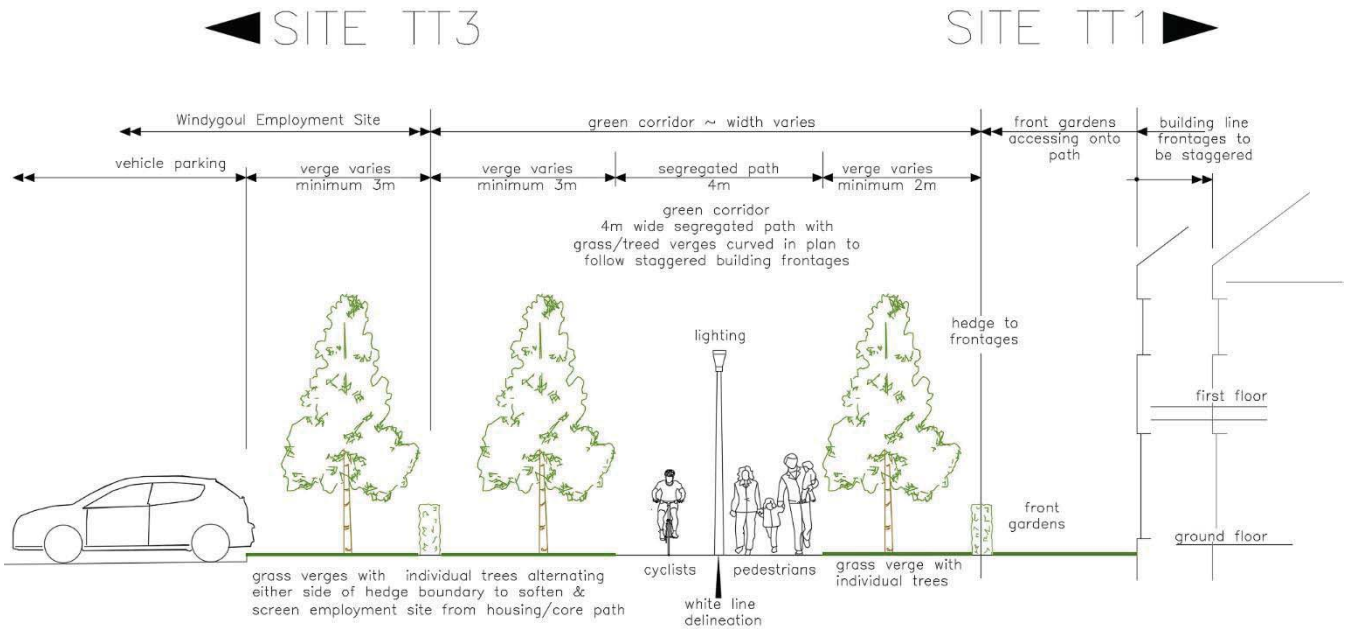 SITE TT3
SITE TT1
Windygoul Employment Site
green corridor ~ width varies
front gardens
accessing onto
path
building line
frontages to
be staggered
vehicle parking
verge varies
minimum 3m
verge varies
minimum 3m
segregated path
4m
verge varies
minimum 2m
green corridor
4m wide segregated path with
grass/treed verges curved in plan to
follow staggered building frontages
lighting
hedge to
frontages
first floor
front
gardens
ground floor
grass verges with individual trees alternating
either side of hedge boundary to soften &
screen employment site from housing/core path
cyclists
pedestrians
grass verge with
individual trees
white line
delineation